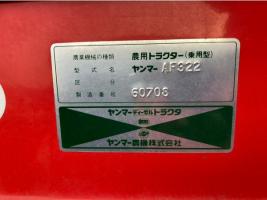 農業機械の種類 農用トラクター(乗用型)
型式名 ヤンマー AF322
区分
製造番号 60703
ヤンマーディーゼルトラクタ
ヤンマー農機株式会社